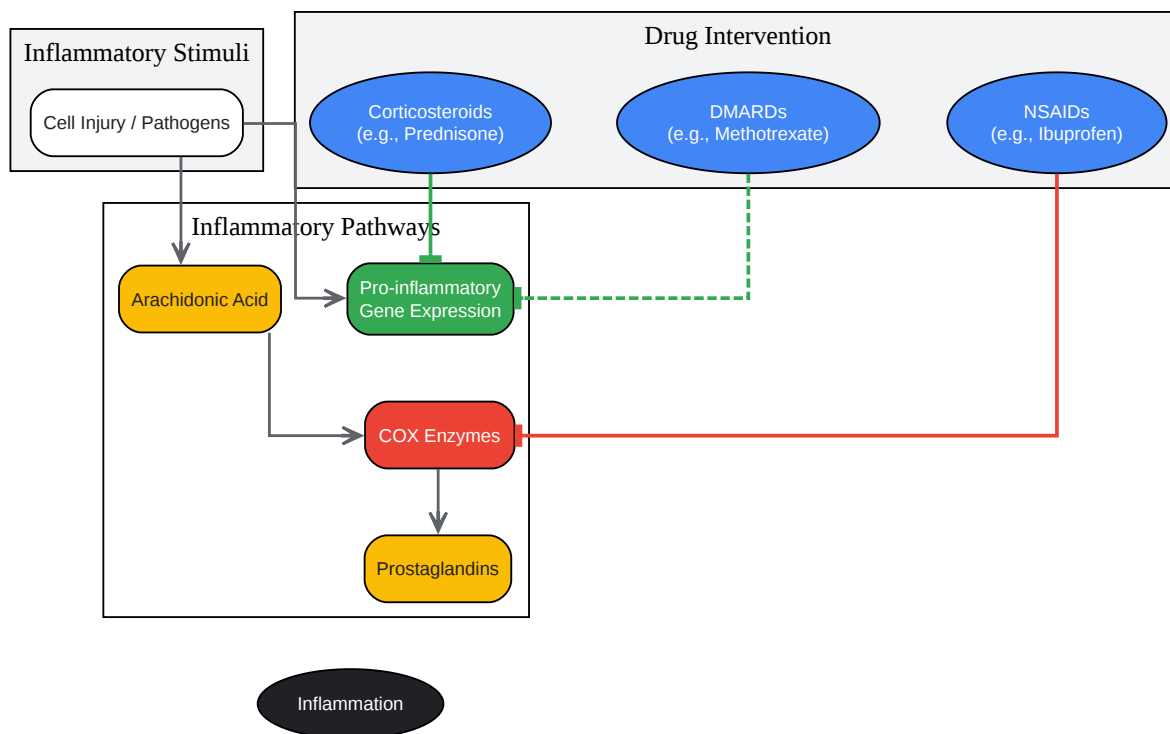 Drug Intervention
Inflammatory Stimuli
Cell Injury / Pathogens
Corticosteroids
(e.g., Prednisone)
DMARDs
(e.g., Methotrexate)
NSAIDs
(e.g., Ibuprofen)
Inflammatory Pathways
Arachidonic Acid
Pro-inflammatory
Gene Expression
COX Enzymes
Prostaglandins
Inflammation